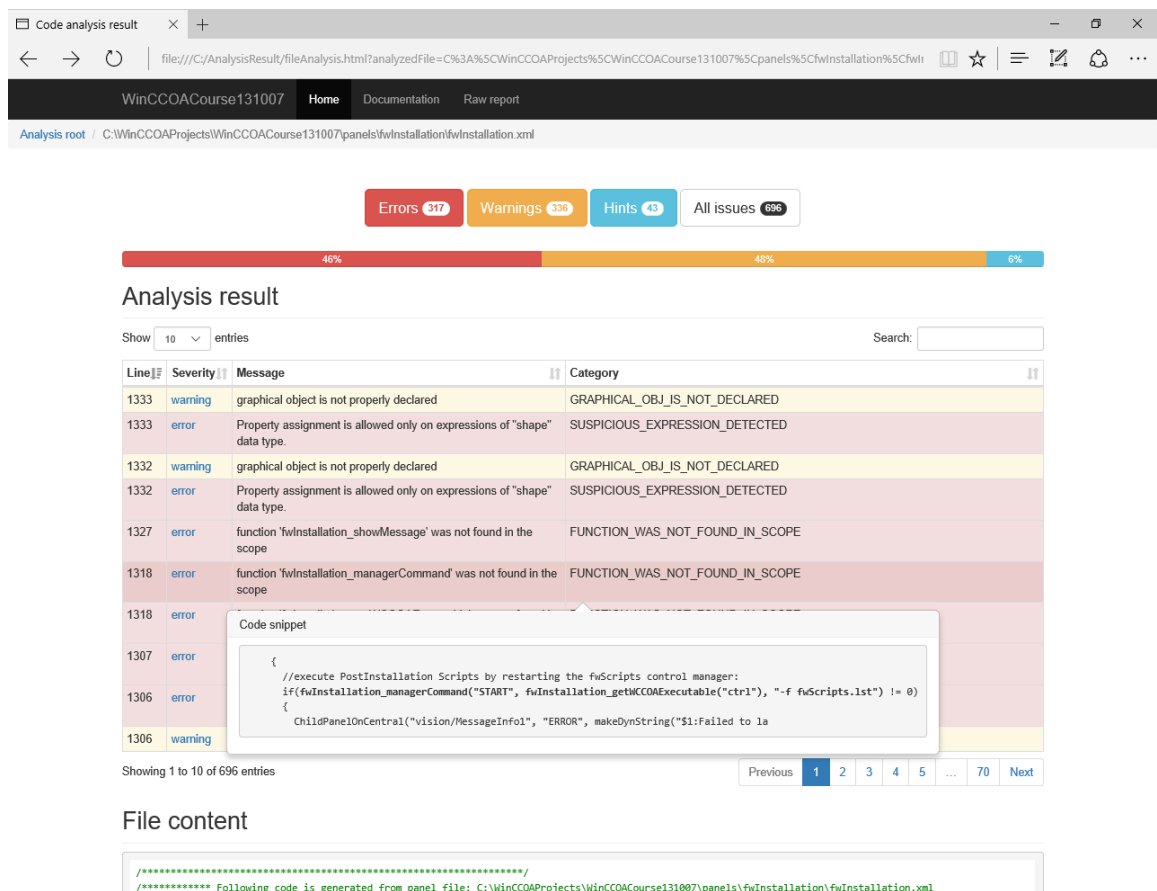 Code analysis result
file:///C:/AnalysisResult/fileAnalysis.html?analyzedFile=C%3A%5CWinCCOAProjects%5CWinCCOACourse131007%5Cpanels%5CfwInstallation%5Cfwlr
WinCCOACourse131007 Home Documentation Raw report
Analysis root / C:\WinCCOAProjects\WinCCOACourse131007\panels\fwInstallation\fwInstallation.xml
Errors 317 Warnings 336 Hints 43 All issues 696
46% 48% 6%
Analysis result
Show 10 entries Search:
Line Severity Message Category
1333 warning graphical object is not properly declared GRAPHICAL_OBJ_IS_NOT_DECLARED
1333 error Property assignment is allowed only on expressions of "shape" SUSPICIOUS_EXPRESSION_DETECTED
data type.
1332 warning graphical object is not properly declared GRAPHICAL_OBJ_IS_NOT_DECLARED
1332 error Property assignment is allowed only on expressions of "shape" SUSPICIOUS_EXPRESSION_DETECTED
data type.
1327 error function 'fwInstallation_showMessage' was not found in the FUNCTION_WAS_NOT_FOUND_IN_SCOPE
scope
1318 error function 'fwInstallation_managerCommand' was not found in the FUNCTION_WAS_NOT_FOUND_IN_SCOPE
scope
1318 error
Code snippet
{
1307 error
//execute PostInstallation Scripts by restarting the fwScripts control manager:
if(fwInstallation_managerCommand("START", fwInstallation_getWCCOAExecutable("ctrl"), "-f fwScripts.lst") != 0)
1306 error
{
ChildPanelOnCentral("vision/MessageInfo1", "ERROR", makeDynString("$1:Failed to la
1306 warning
Showing 1 to 10 of 696 entries Previous 1 2 3 4 5 ... 70 Next
File content
/******************************************************************/
/************ Following code is generated from panel file: C:\WinCCOAProjects\WinCCOACourse131007\panels\fwInstallation\fwInstallation.xml